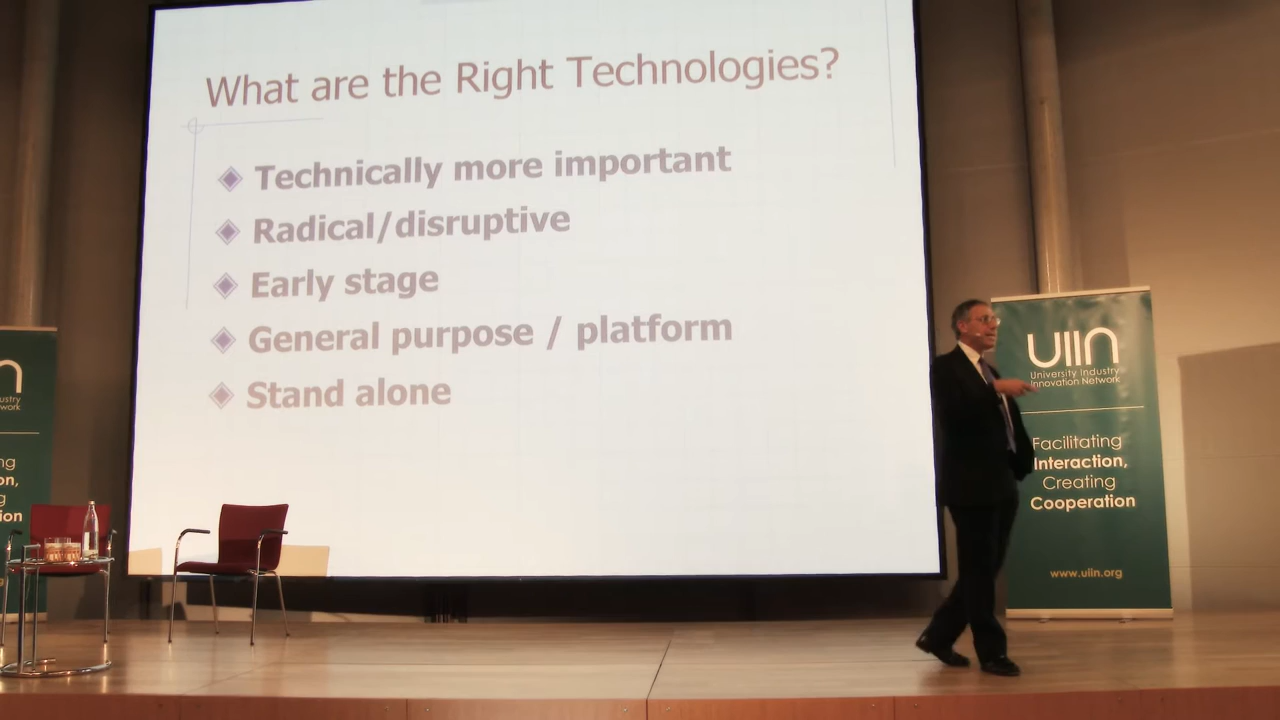 What are the Right Technologies?
Technically more important
Radical/disruptive
Early stage
General purpose / platform
Stand alone
UIIN
University Industry
Innovation Network
Facilitating
Interaction,
Creating
Cooperation
www.uiin.org